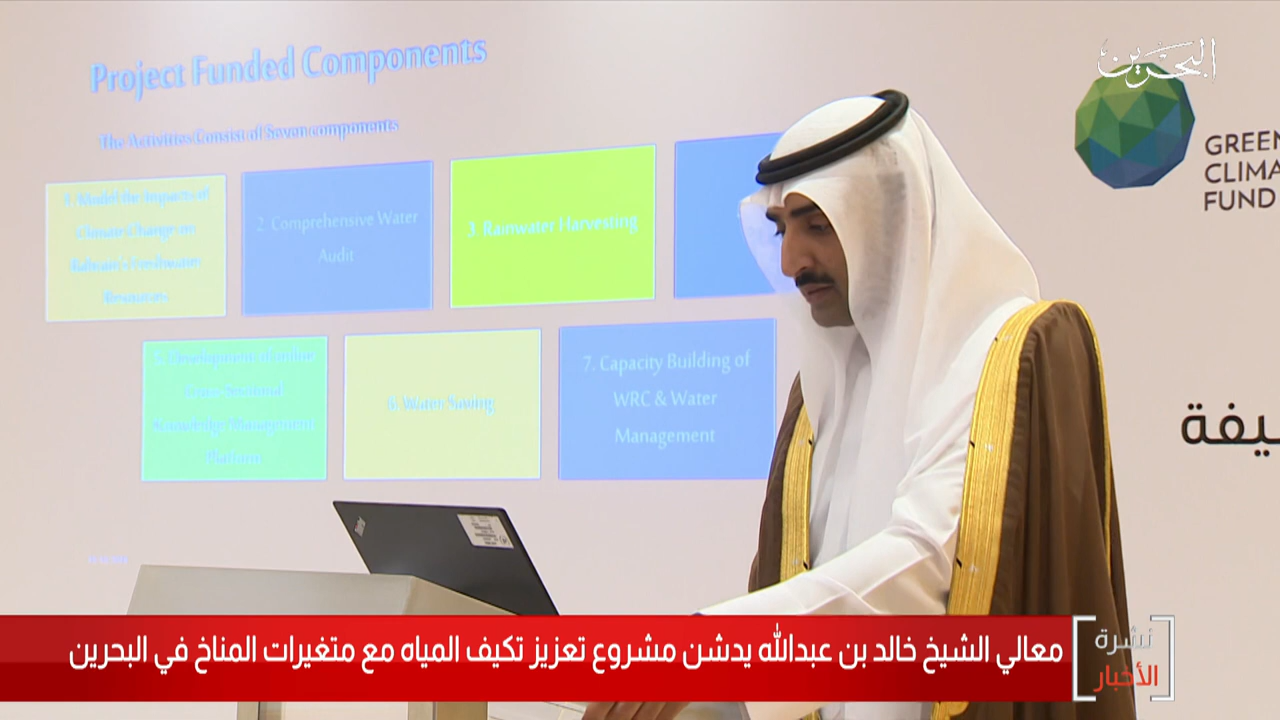 Project Funded Components
البحرين
The Activities Consist of Seven components
GREEN
CLIMA
FUND
1. Model the Impacts of
Climate Change on
Bahrain's Freshwater
Resources
2. Comprehensive Water
Audit
3. Rainwater Harvesting
5. Development of online
Cross-Sectional
Knowledge Management
Platform
6. Water Saving
7. Capacity Building of
WRC & Water
Management
يفة
ThinkPad
معالي الشيخ خالد بن عبدالله يدشن مشروع تعزيز تكيف المياه مع متغيرات المناخ في البحرين
نشرة
الأخبار